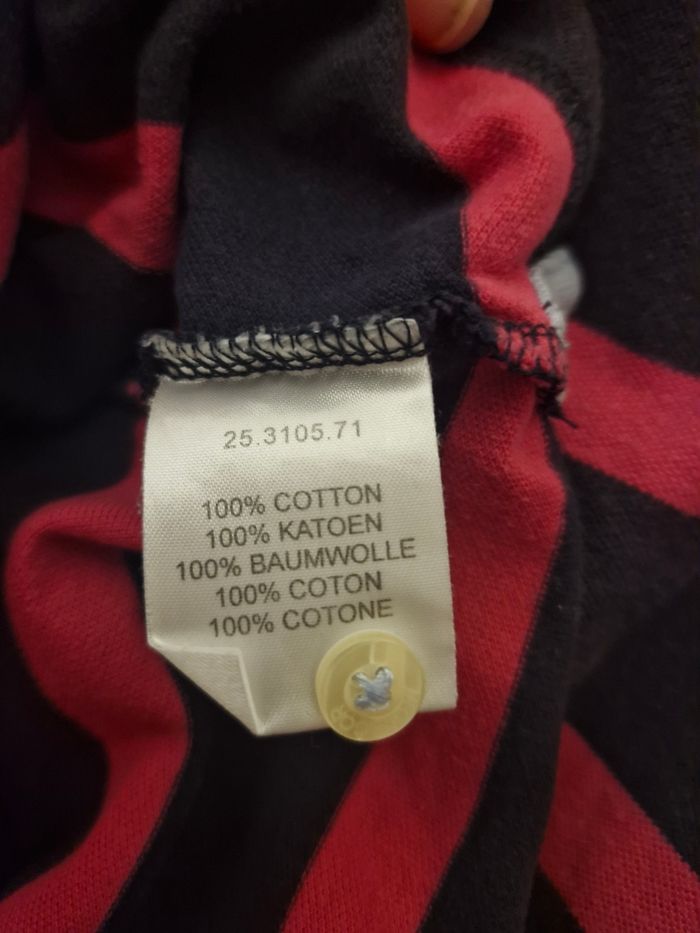 25.3105.71
100% COTTON
100% KATOEN
100% BAUMWOLLE
100% COTON
100% COTONE